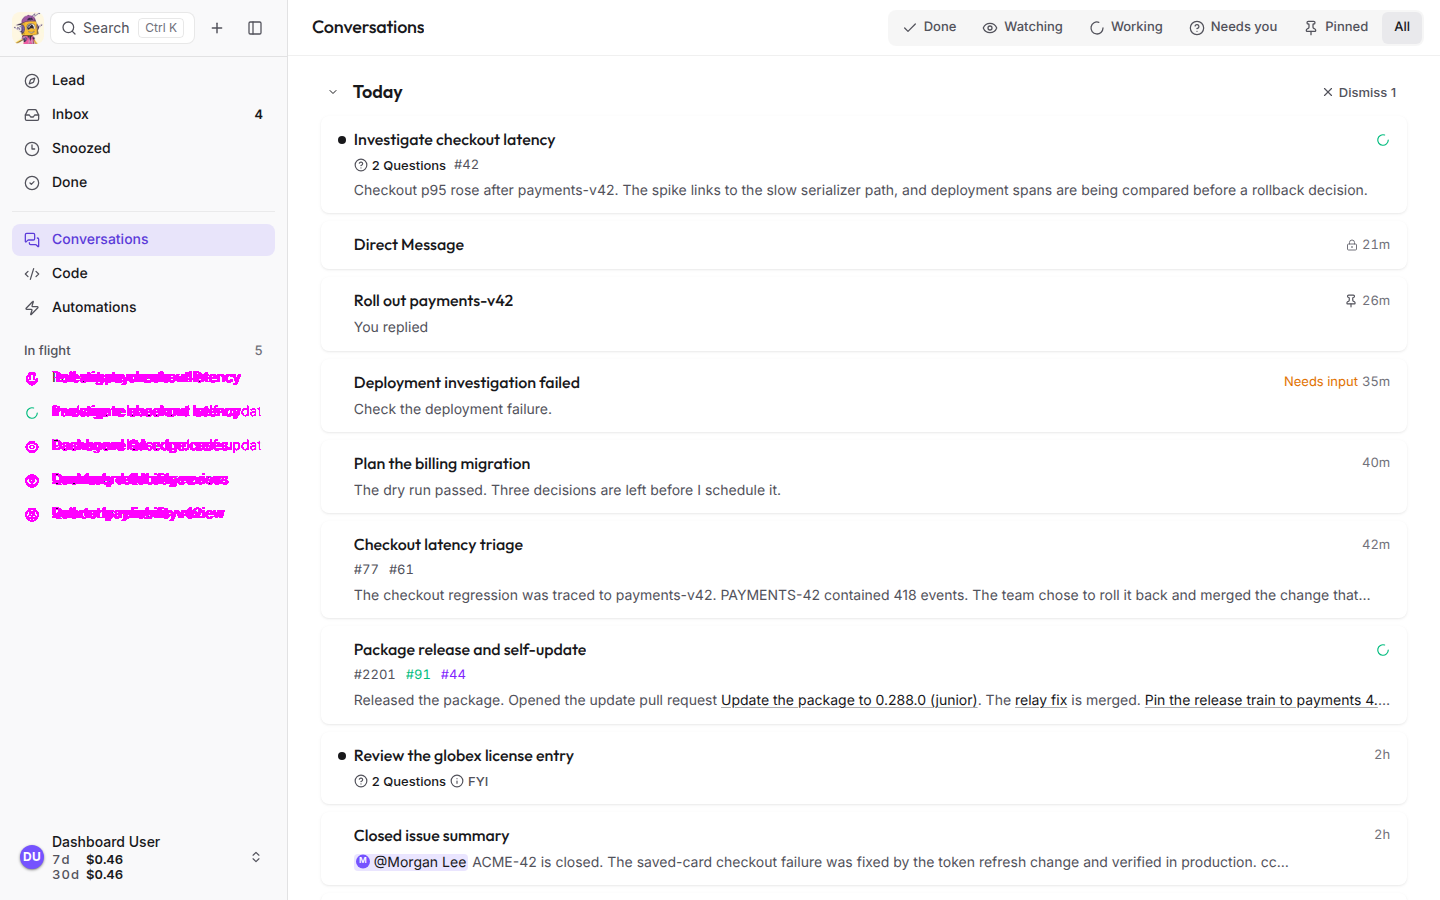 Search Ctrl K
Lead
Inbox 4
Snoozed
Done
Conversations
Code
Automations
In flight 5
DU Dashboard User
7d $0.46
30d $0.46
Conversations
Done Watching Working Needs you Pinned All
Today Dismiss 1
Investigate checkout latency
2 Questions #42
Checkout p95 rose after payments-v42. The spike links to the slow serializer path, and deployment spans are being compared before a rollback decision.
Direct Message 21m
Roll out payments-v42 26m
You replied
Deployment investigation failed Needs input 35m
Check the deployment failure.
Plan the billing migration 40m
The dry run passed. Three decisions are left before I schedule it.
Checkout latency triage 42m
#77 #61
The checkout regression was traced to payments-v42. PAYMENTS-42 contained 418 events. The team chose to roll it back and merged the change that...
Package release and self-update
#2201 #91 #44
Released the package. Opened the update pull request Update the package to 0.288.0 (junior). The relay fix is merged. Pin the release train to payments 4....
Review the globex license entry 2h
2 Questions FYI
Closed issue summary 2h
M @Morgan Lee ACME-42 is closed. The saved-card checkout failure was fixed by the token refresh change and verified in production. cc...